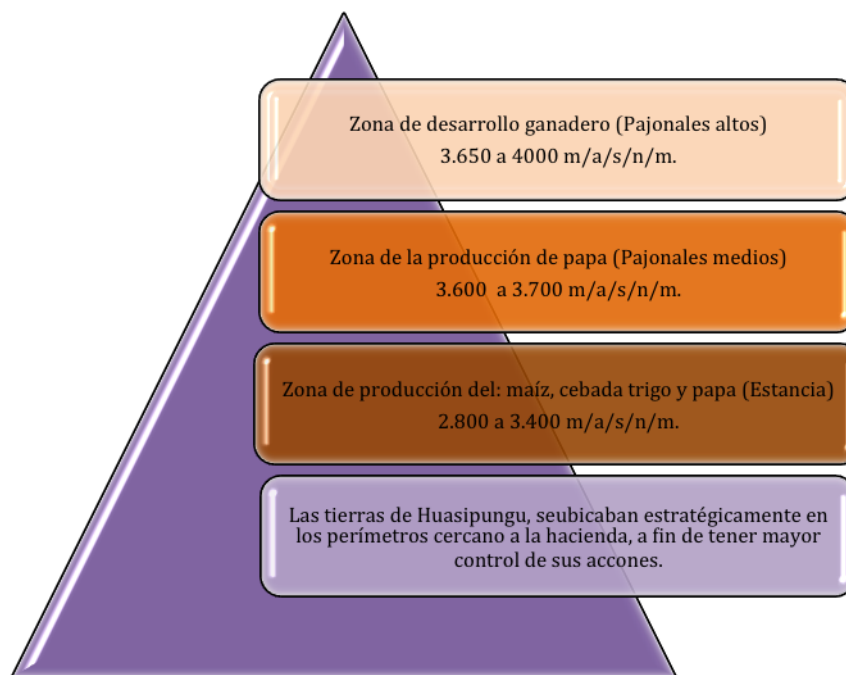 Zona de desarrollo ganadero (Pajonales altos)
3.650 a 4000 m/a/s/n/m.
Zona de la producción de papa (Pajonales medios)
3.600 a 3.700 m/a/s/n/m.
Zona de producción del: maíz, cebada trigo y papa (Estancia)
2.800 a 3.400 m/a/s/n/m.
Las tierras de Huasipungu, seubicaban estratégicamente en
los perímetros cercano a la hacienda, a fin de tener mayor
control de sus accones.